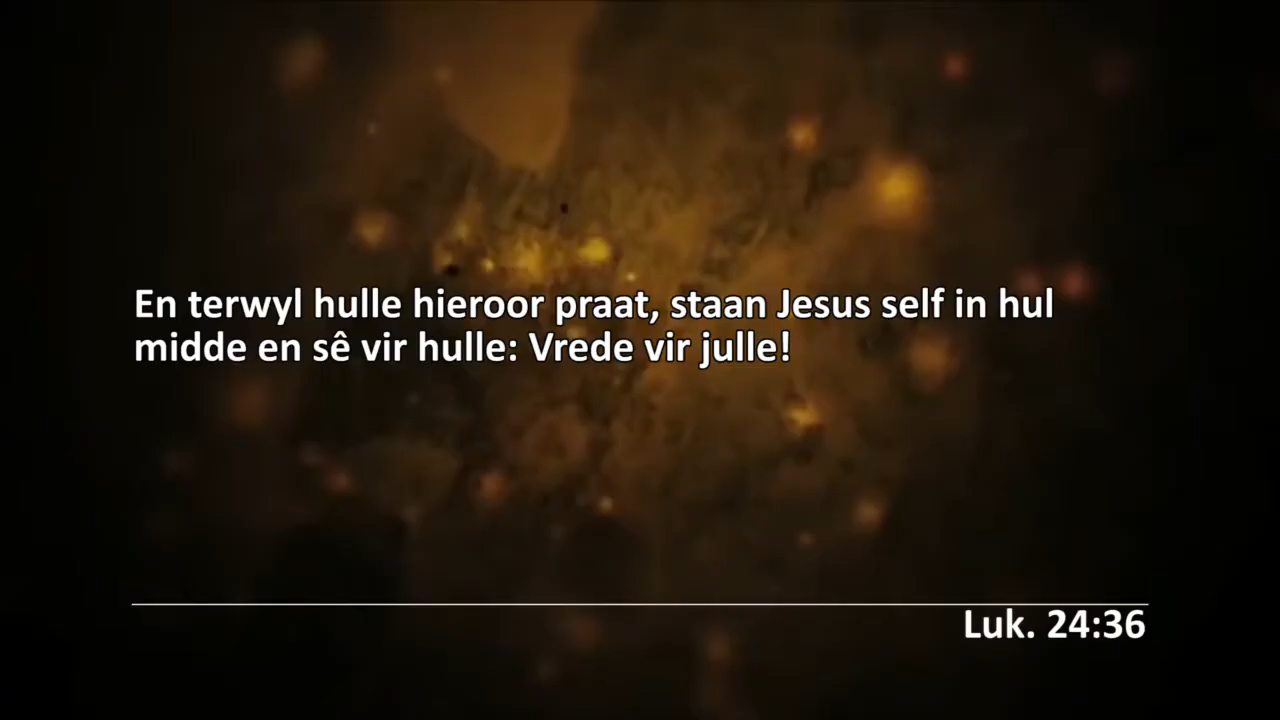 En terwyl hulle hieroor praat, staan Jesus self in hul
midde en sê vir hulle: Vrede vir julle!
Luk. 24:36